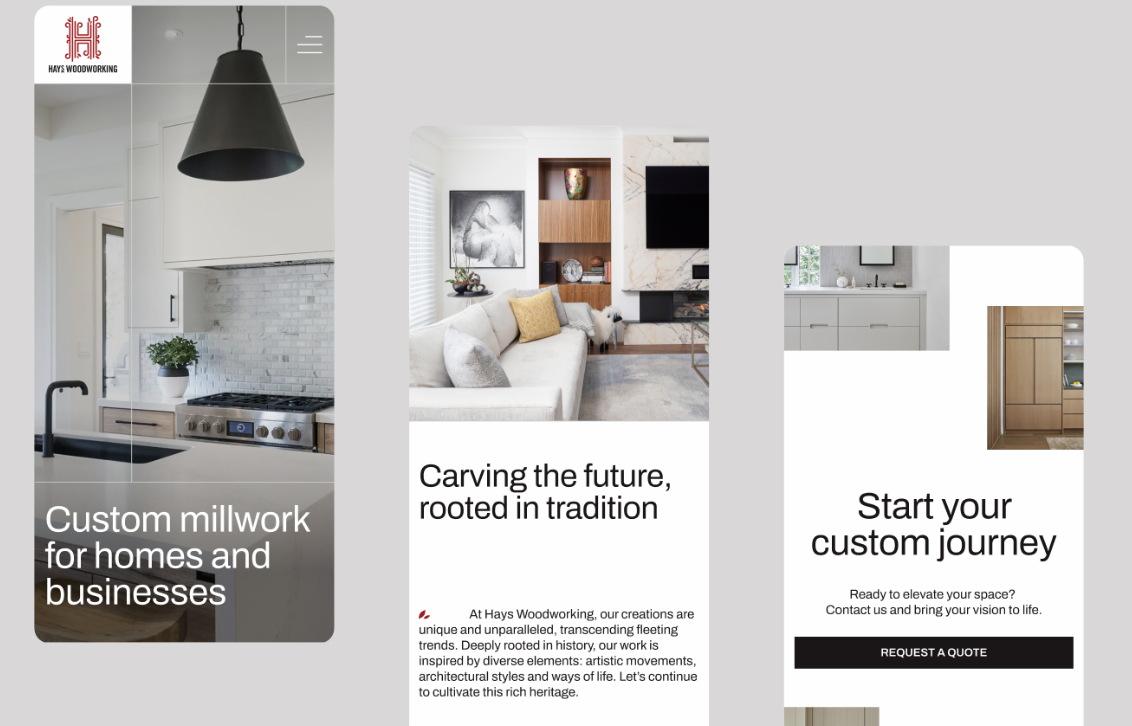 HAYS WOODWORKING
Custom millwork
for homes and
businesses
Carving the future,
rooted in tradition
At Hays Woodworking, our creations are
unique and unparalleled, transcending fleeting
trends. Deeply rooted in history, our work is
inspired by diverse elements: artistic movements,
architectural styles and ways of life. Let’s continue
to cultivate this rich heritage.
Start your
custom journey
Ready to elevate your space?
Contact us and bring your vision to life.
REQUEST A QUOTE